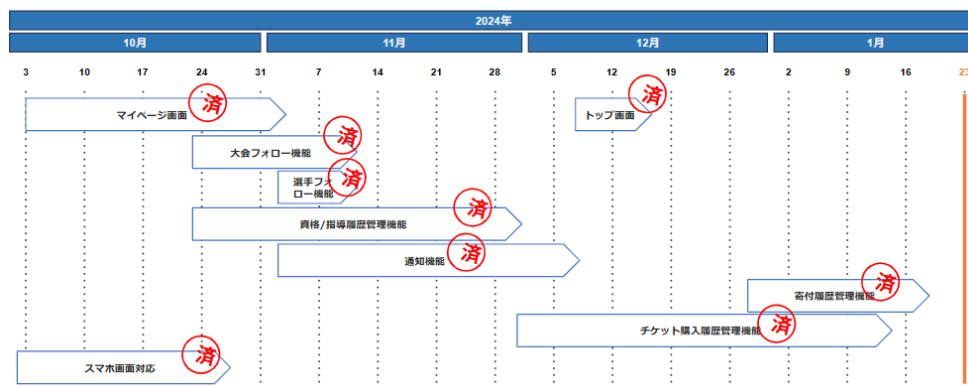 2024年
10月 11月 12月 1月
3 10 17 24 31 7 14 21 28 5 12 19 26 2 9 16 23
マイページ画面 済 トップ画面 済
大会フォロー機能 済
選手フォ
ロー機能 済
資格/指導履歴管理機能 済
通知機能 済
寄付履歴管理機能 済
チケット購入履歴管理機能 済
スマホ画面対応 済